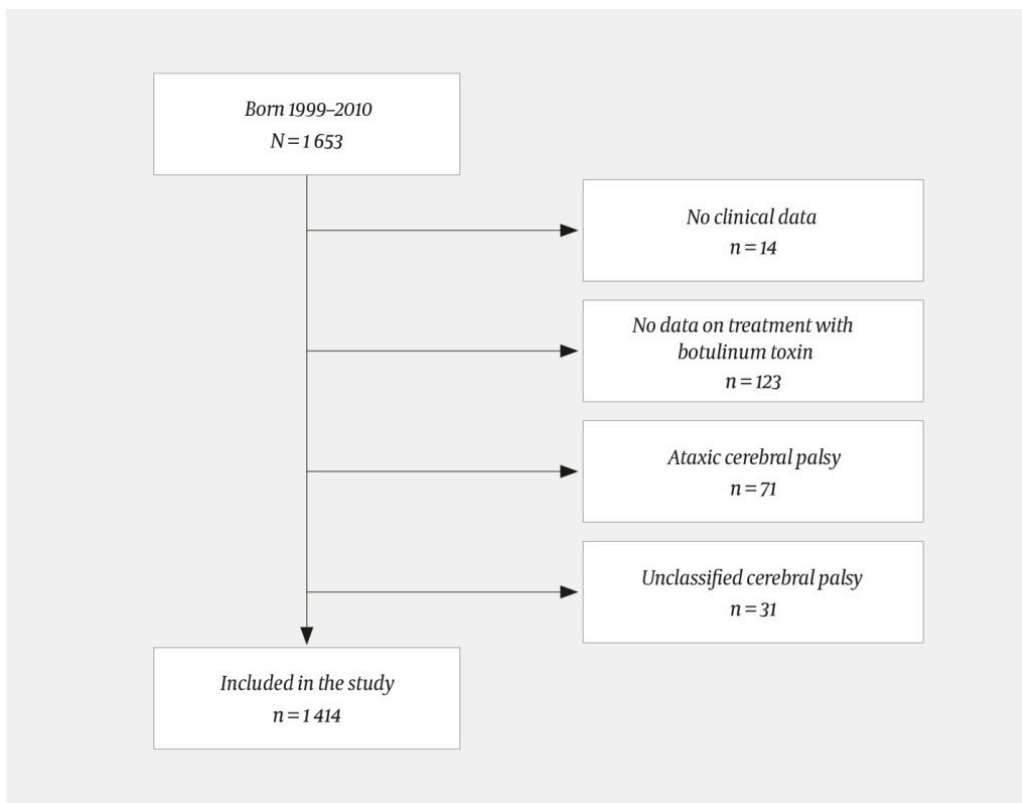 Born 1999–2010
N = 1 653
No clinical data
n = 14
No data on treatment with
botulinum toxin
n = 123
Ataxic cerebral palsy
n = 71
Unclassified cerebral palsy
n = 31
Included in the study
n = 1 414